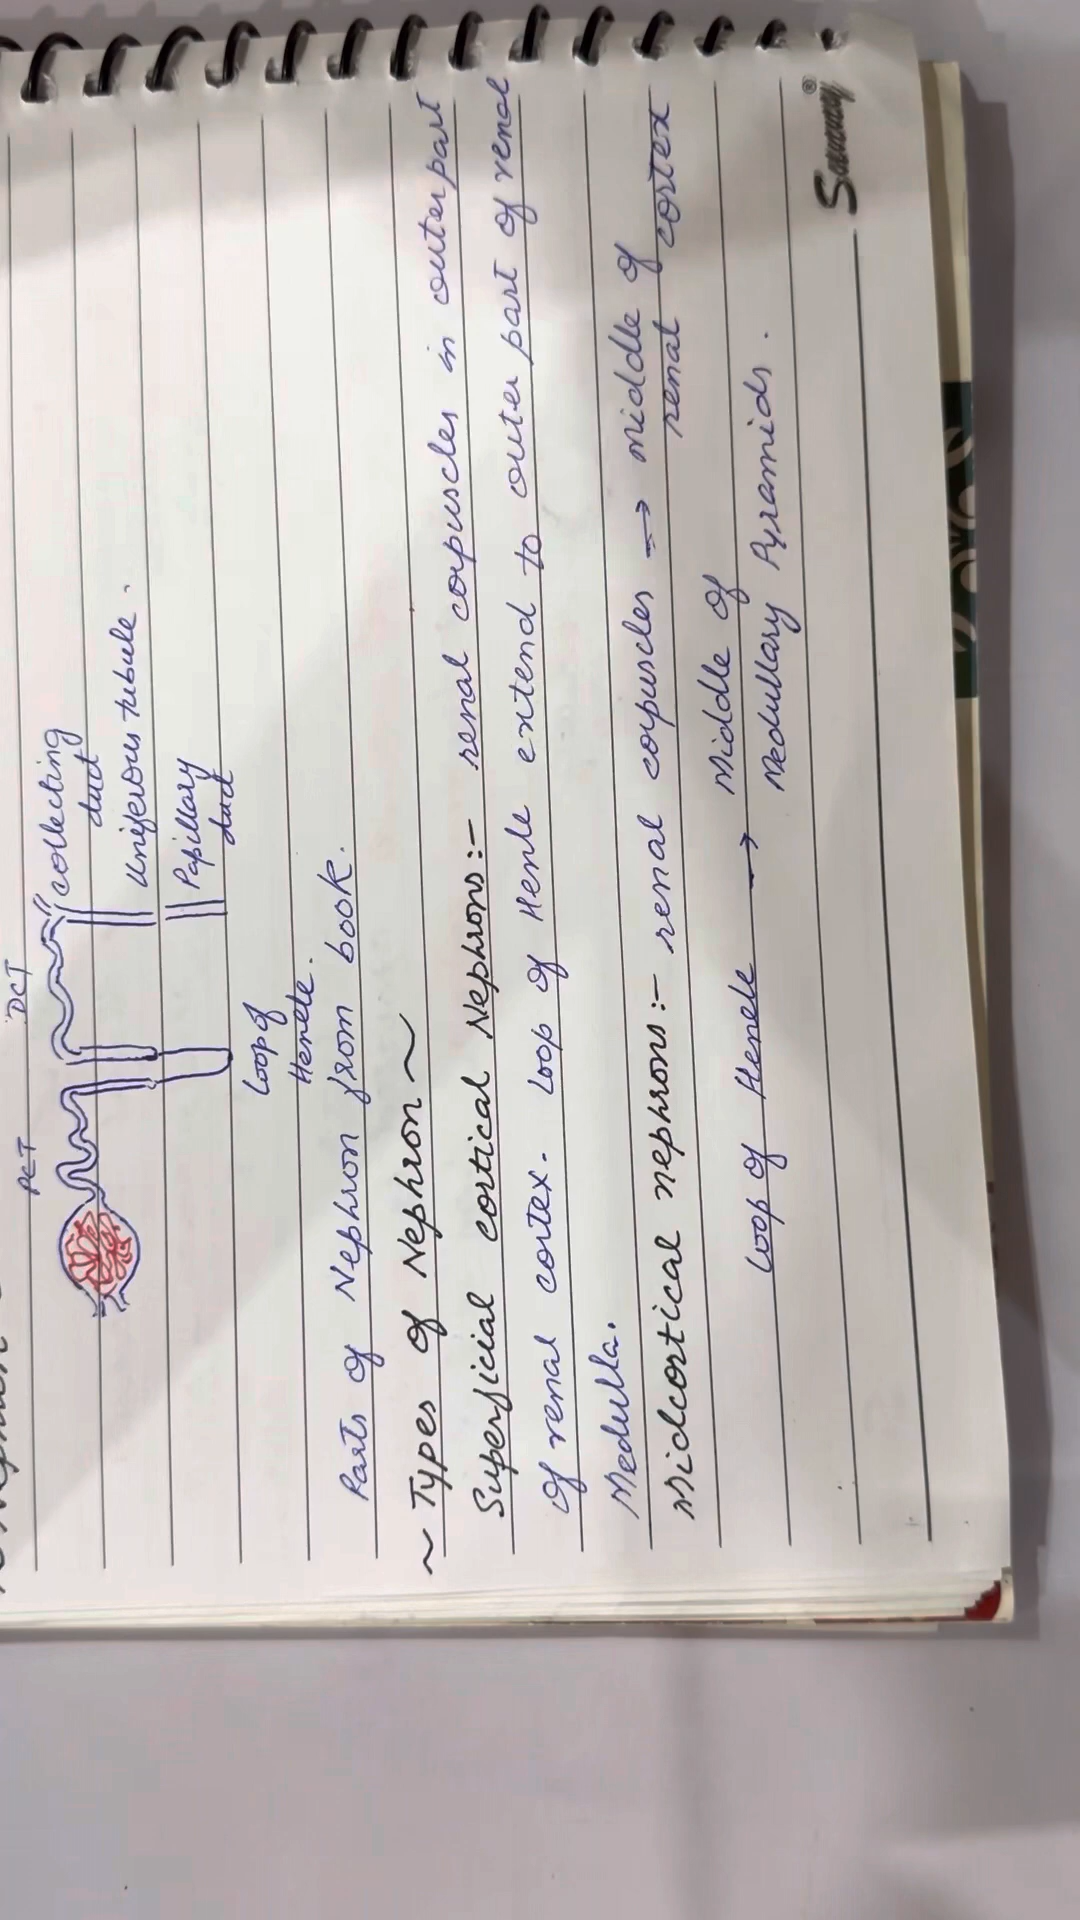 PCT
DCT
collecting
duct
Uniferous tubule.
Papillary
duct
Loop of
Henele.
Parts of Nephron from book.
~ Types of Nephron ~
Superficial cortical Nephrons:- renal corpuscles in outer part
of renal cortex. Loop of Henle extend to outer part of renal
Medulla.
Midcortical nephrons:- renal corpuscles → middle of
renal cortex
Loop of Henele → Middle of
Medullary Pyramids.